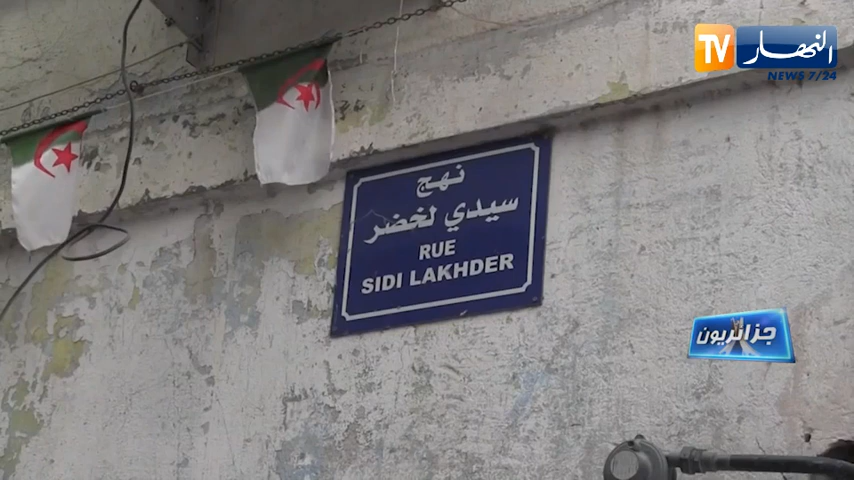 TV النهار
NEWS 7/24
نهج
سيدي لخضر
RUE
SIDI LAKHDER
جزائريون